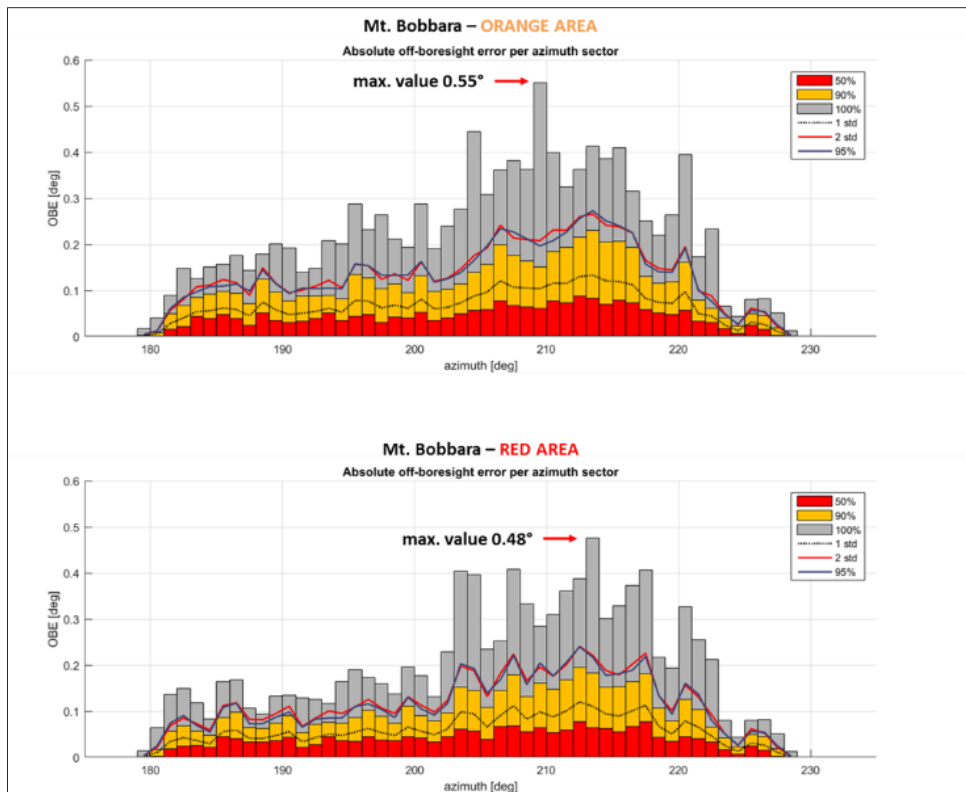 Mt. Bobbara – ORANGE AREA
Absolute off-boresight error per azimuth sector
max. value 0.55°
50%
90%
100%
1 std
2 std
95%
OBE [deg]
0.6
0.5
0.4
0.3
0.2
0.1
0
180 190 200 210 220 230
azimuth [deg]
Mt. Bobbara – RED AREA
Absolute off-boresight error per azimuth sector
max. value 0.48°
50%
90%
100%
1 std
2 std
95%
OBE [deg]
0.6
0.5
0.4
0.3
0.2
0.1
0
180 190 200 210 220 230
azimuth [deg]